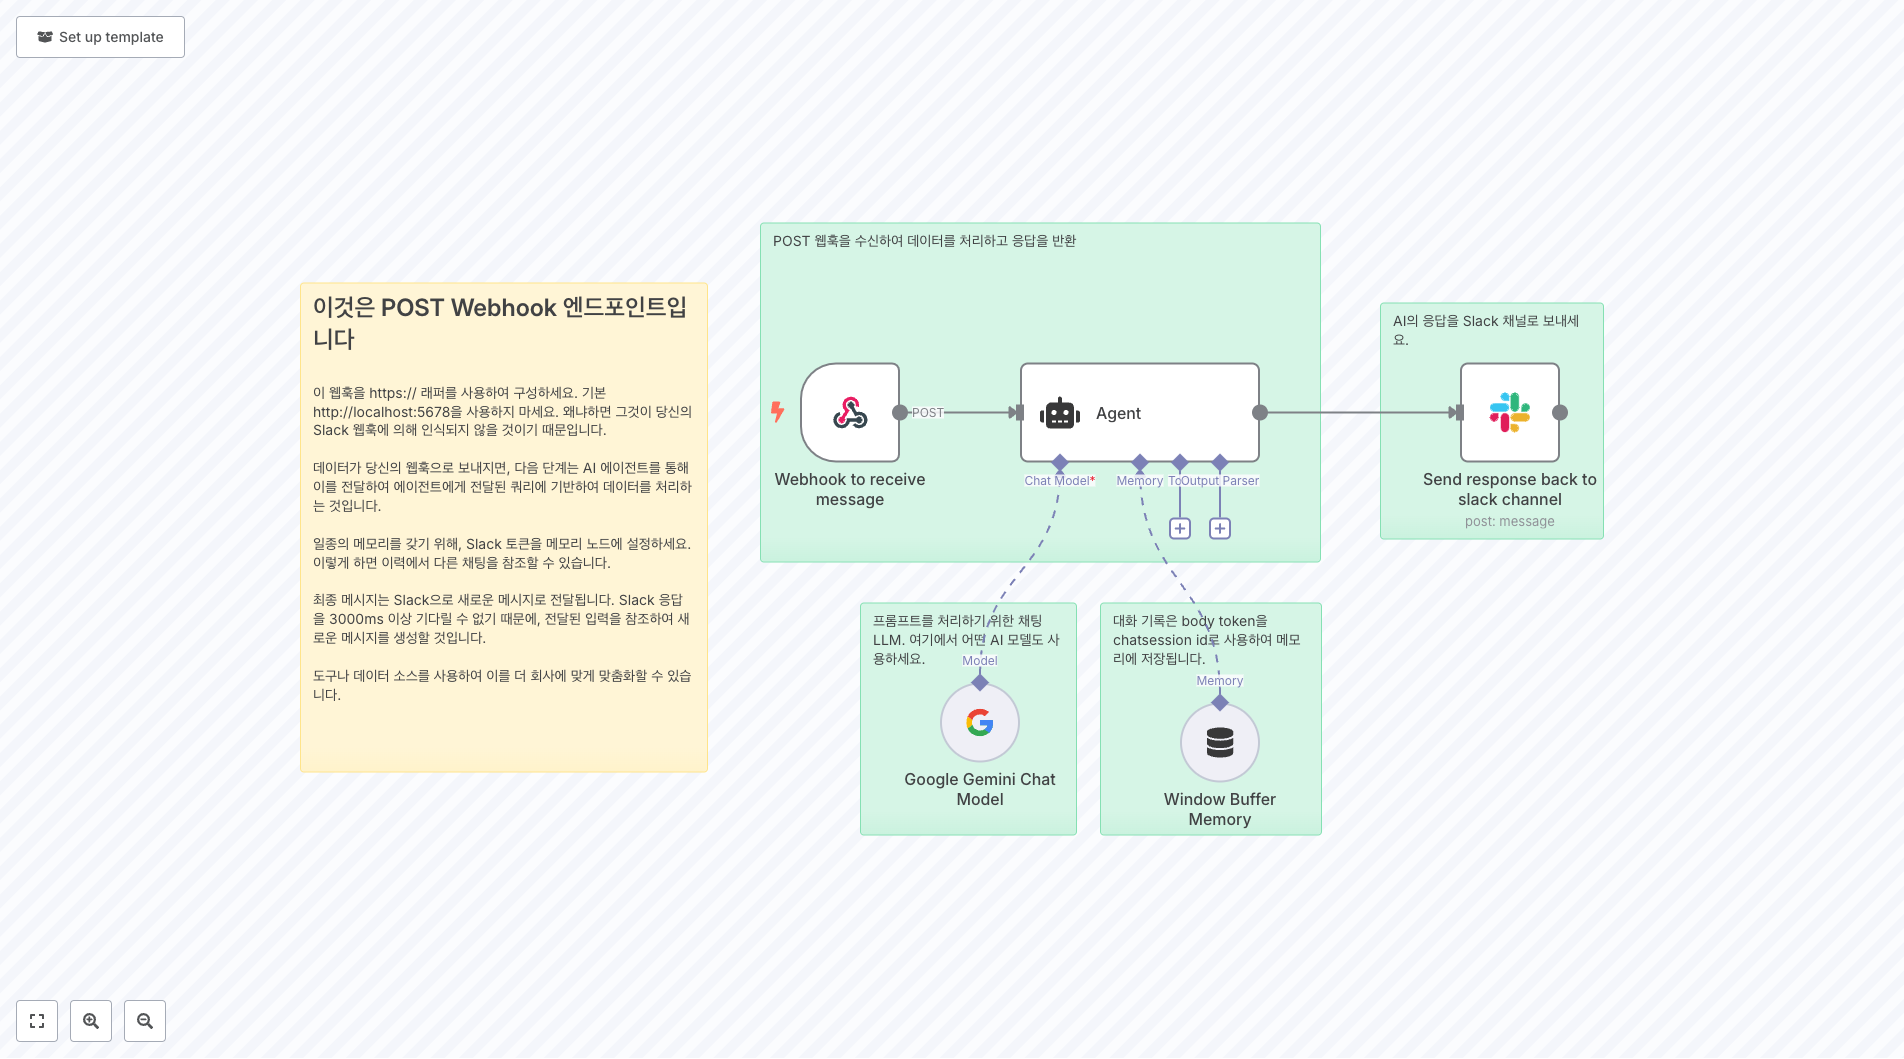 Set up template
이것은 POST Webhook 엔드포인트입
니다
이 웹훅을 https:// 래퍼를 사용하여 구성하세요. 기본
http://localhost:5678을 사용하지 마세요. 왜냐하면 그것이 당신의
Slack 웹훅에 의해 인식되지 않을 것이기 때문입니다.
데이터가 당신의 웹훅으로 보내지면, 다음 단계는 AI 에이전트를 통해
이를 전달하여 에이전트에게 전달된 쿼리에 기반하여 데이터를 처리하
는 것입니다.
일종의 메모리를 갖기 위해, Slack 토큰을 메모리 노드에 설정하세요.
이렇게 하면 이력에서 다른 채팅을 참조할 수 있습니다.
최종 메시지는 Slack으로 새로운 메시지로 전달됩니다. Slack 응답
을 3000ms 이상 기다릴 수 없기 때문에, 전달된 입력을 참조하여 새
로운 메시지를 생성할 것입니다.
도구나 데이터 소스를 사용하여 이를 더 회사에 맞게 맞춤화할 수 있습
니다.
POST 웹훅을 수신하여 데이터를 처리하고 응답을 반환
POST
Agent
Webhook to receive
message
Chat Model*
Memory
To
Output Parser
AI의 응답을 Slack 채널로 보내세
요.
Send response back to
slack channel
post: message
프롬프트를 처리하기 위한 채팅
LLM. 여기에서 어떤 AI 모델도 사
용하세요.
Model
Google Gemini Chat
Model
대화 기록은 body token을
chatsession id로 사용하여 메모
리에 저장됩니다.
Memory
Window Buffer
Memory